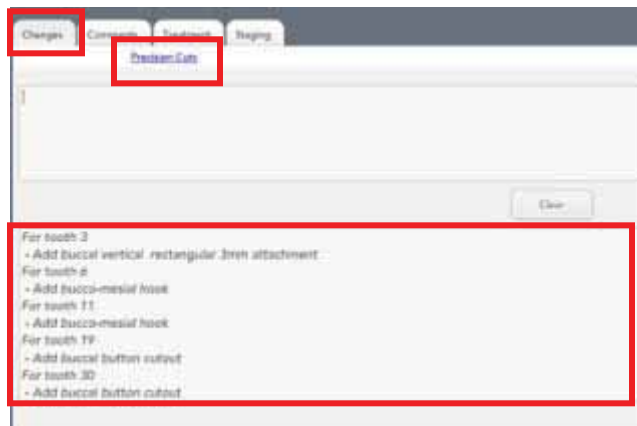 Changes Comments Treatment Staging
Precision Cuts
Clear
For tooth 3
- Add buccal vertical rectangular 3mm attachment
For tooth 6
- Add bucco-mesial hook
For tooth 11
- Add bucco-mesial hook
For tooth 19
- Add buccal button cutout
For tooth 30
- Add buccal button cutout